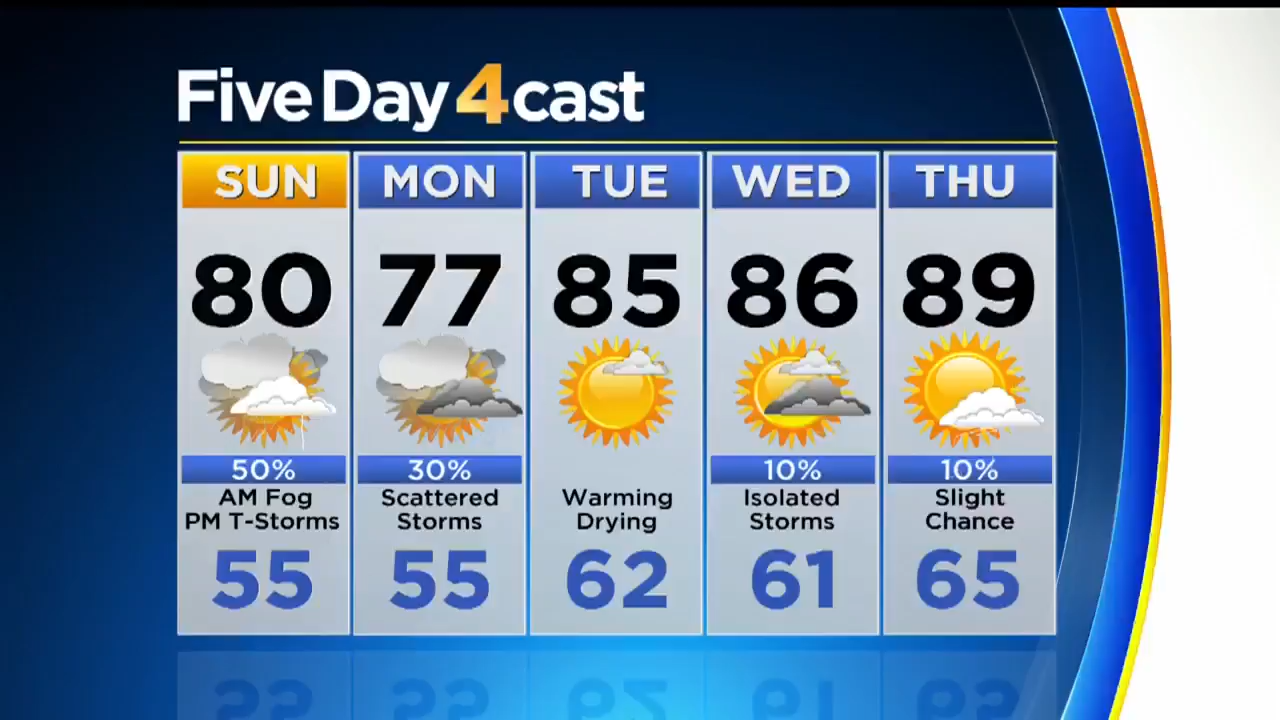 Five Day 4cast
SUN MON TUE WED THU
80 77 85 86 89
50% 30% 10% 10%
AM Fog Scattered Warming Isolated Slight
PM T-Storms Storms Drying Storms Chance
55 55 62 61 65